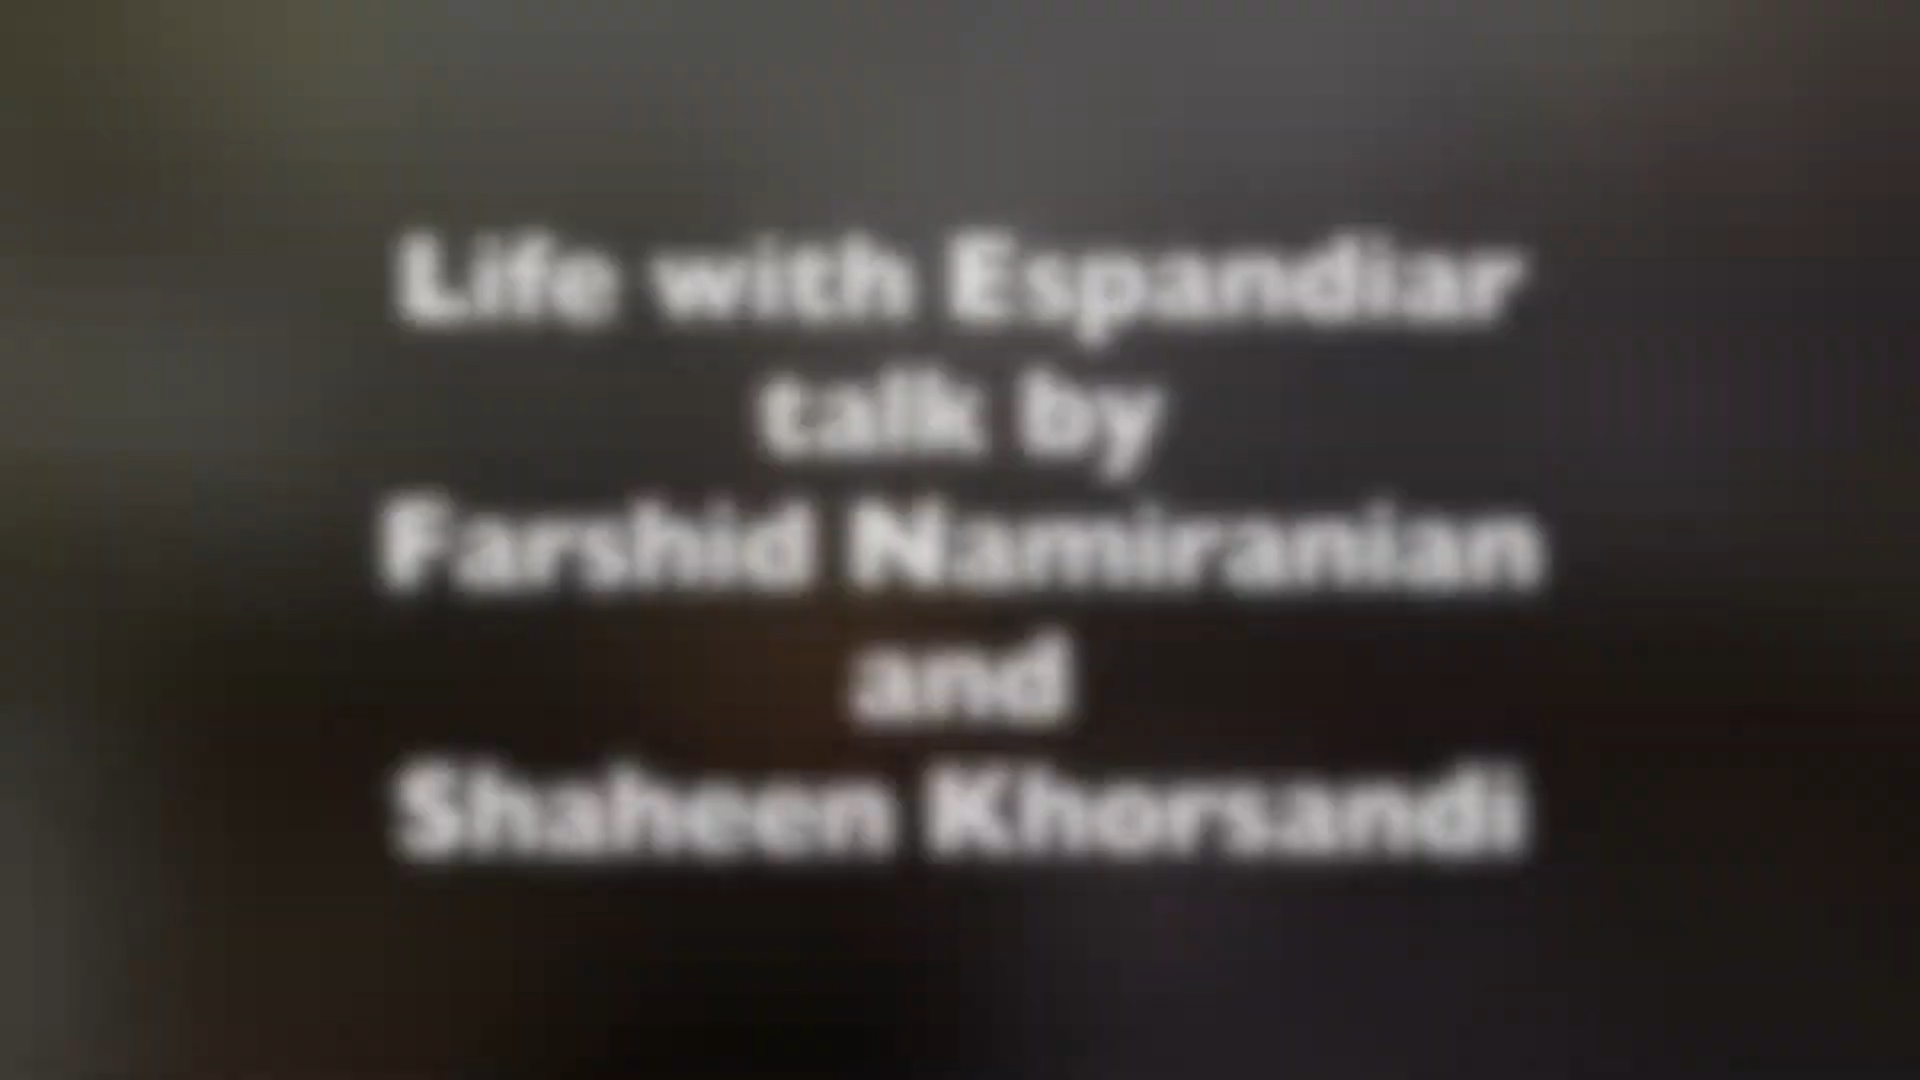 Life with Espandiar
talk by
Farshid Namiranian
and
Shaheen Khorsandi